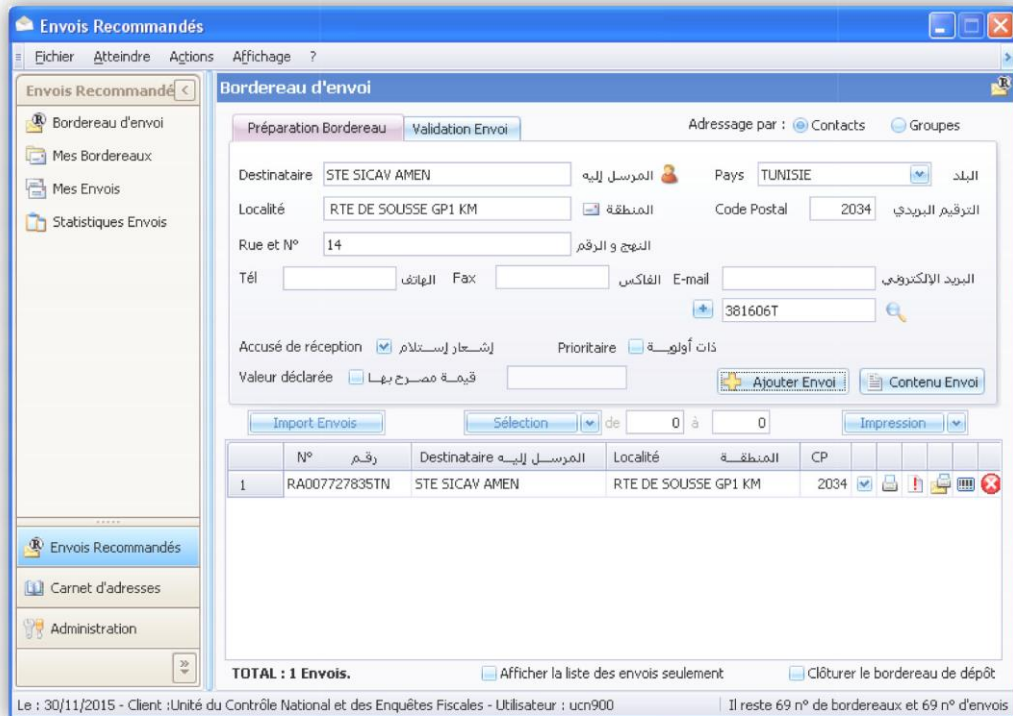 Envois Recommandés
Fichier Atteindre Actions Affichage ?
Envois Recommandé <
Bordereau d'envoi
Mes Bordereaux
Mes Envois
Statistiques Envois
Envois Recommandés
Carnet d'adresses
Administration
Bordereau d'envoi
Préparation Bordereau Validation Envoi Adressage par : Contacts Groupes
Destinataire STE SICAV AMEN المرسل إليه Pays TUNISIE البلد
Localité RTE DE SOUSSE GP1 KM المنطقة Code Postal 2034 الترقيم البريدي
Rue et N° 14 النهج و الرقم
Tél الهاتف Fax الفاكس E-mail البريد الإلكتروني
+ 381606T
Accusé de réception إشعار إستلام Prioritaire ذات أولوية
Valeur déclarée قيمة مصرح بها Ajouter Envoi Contenu Envoi
Import Envois Sélection de 0 à 0 Impression
N° رقم Destinataire المرسل إليه Localité المنطقة CP
1 RA007727835TN STE SICAV AMEN RTE DE SOUSSE GP1 KM 2034
TOTAL : 1 Envois. Afficher la liste des envois seulement Clôturer le bordereau de dépôt
Le : 30/11/2015 - Client :Unité du Contrôle National et des Enquêtes Fiscales - Utilisateur : ucn900 Il reste 69 n° de bordereaux et 69 n° d'envois